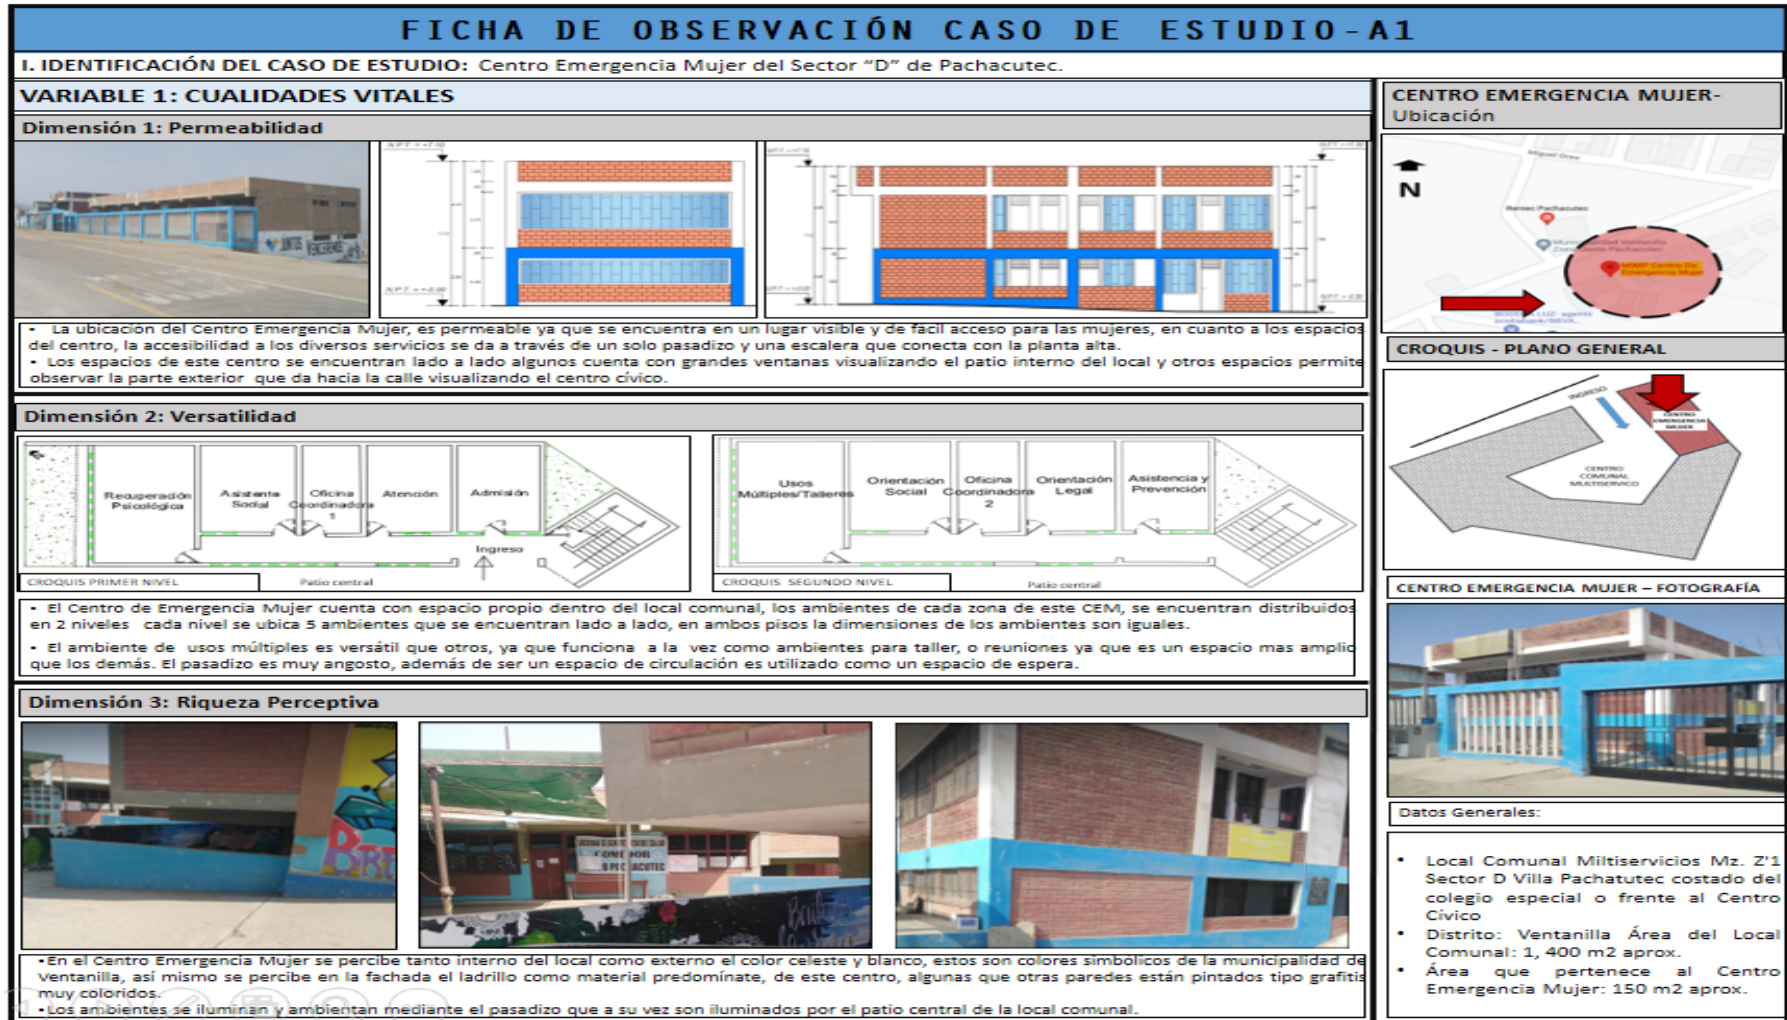 FICHA DE OBSERVACIÓN CASO DE ESTUDIO-A1
I. IDENTIFICACIÓN DEL CASO DE ESTUDIO: Centro Emergencia Mujer del Sector "D" de Pachacutec.
VARIABLE 1: CUALIDADES VITALES
Dimensión 1: Permeabilidad
JUNTOS VENCEREMOS
• La ubicación del Centro Emergencia Mujer, es permeable ya que se encuentra en un lugar visible y de fácil acceso para las mujeres, en cuanto a los espacios
del centro, la accesibilidad a los diversos servicios se da a través de un solo pasadizo y una escalera que conecta con la planta alta.
• Los espacios de este centro se encuentran lado a lado algunos cuenta con grandes ventanas visualizando el patio interno del local y otros espacios permite
observar la parte exterior que da hacia la calle visualizando el centro cívico.
Dimensión 2: Versatilidad
Recuperación
Psicológica
Asistente
Social
Oficina
Coordinadora
1
Atención
Admisión
Ingreso
CROQUIS PRIMER NIVEL
Patio central
Usos
Múltiples/Talleres
Orientación
Social
Oficina
Coordinadora
2
Orientación
Legal
Asistencia y
Prevención
CROQUIS SEGUNDO NIVEL
Patio central
• El Centro de Emergencia Mujer cuenta con espacio propio dentro del local comunal, los ambientes de cada zona de este CEM, se encuentran distribuidos
en 2 niveles cada nivel se ubica 5 ambientes que se encuentran lado a lado, en ambos pisos la dimensiones de los ambientes son iguales.
• El ambiente de usos múltiples es versátil que otros, ya que funciona a la vez como ambientes para taller, o reuniones ya que es un espacio mas amplio
que los demás. El pasadizo es muy angosto, además de ser un espacio de circulación es utilizado como un espacio de espera.
Dimensión 3: Riqueza Perceptiva
COMEDOR
•En el Centro Emergencia Mujer se percibe tanto interno del local como externo el color celeste y blanco, estos son colores simbólicos de la municipalidad de
Ventanilla, así mismo se percibe en la fachada el ladrillo como material predomínate, de este centro, algunas que otras paredes están pintados tipo grafitis
muy coloridos.
•Los ambientes se iluminan y ambientan mediante el pasadizo que a su vez son iluminados por el patio central de la local comunal.
CENTRO EMERGENCIA MUJER-
Ubicación
N
Miguel Grau
Reniec Pachacutec
Municipalidad Ventanilla
MIMP Centro De
Emergencia Mujer
CROQUIS - PLANO GENERAL
INGRESO
CENTRO
EMERGENCIA
MUJER
CENTRO
COMUNAL
MULTISERVICO
CENTRO EMERGENCIA MUJER – FOTOGRAFÍA
Datos Generales:
• Local Comunal Miltiservicios Mz. Z'1
Sector D Villa Pachatutec costado del
colegio especial o frente al Centro
Cívico
• Distrito: Ventanilla Área del Local
Comunal: 1, 400 m2 aprox.
• Área que pertenece al Centro
Emergencia Mujer: 150 m2 aprox.